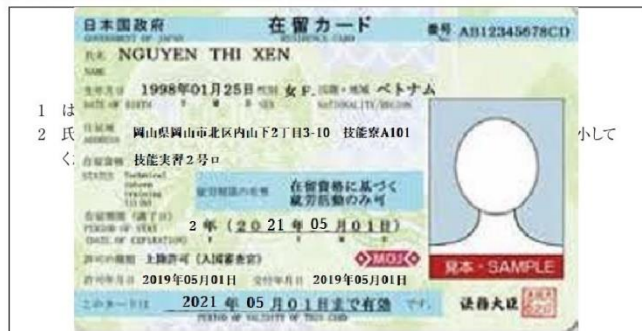 日本国政府 在留カード 番号 AB12345678CD
GOVERNMENT OF JAPAN RESIDENCE CARD
氏名 NGUYEN THI XEN
NAME
生年月日 1998年01月25日 性別 女 F. 国籍・地域 ベトナム
DATE OF BIRTH Y M D SEX NATIONALITY/REGION
1 は
住居地 岡山県岡山市北区内山下2丁目3-10 技能寮A101
ADDRESS
2 氏
小して
く
在留資格 技能実習2号ロ
STATUS Technical
Intern
Training
就労制限の有無 在留資格に基づく
就労活動のみ可
在留期間(満了日) 2年(2021年05月01日)
PERIOD OF STAY
(DATE OF EXPIRATION) Y M D
許可の種類 上陸許可(入国審査官) MOJ
見本・SAMPLE
許可年月日 2019年05月01日 交付年月日 2019年05月01日
このカードは 2021年05月01日まで有効 です。 法務大臣
PERIOD OF VALIDITY OF THIS CARD